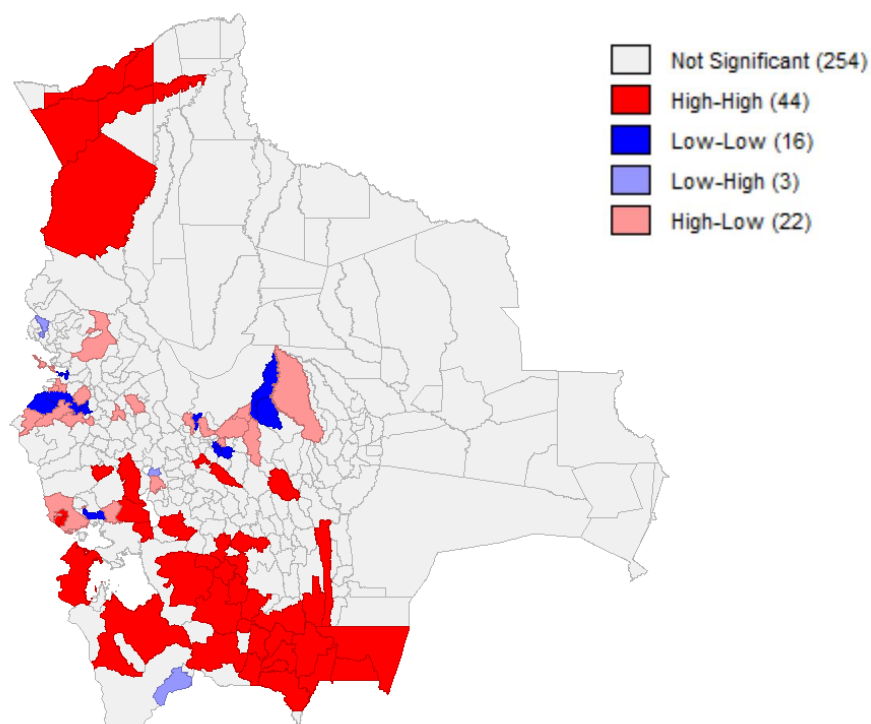 Not Significant (254)
High-High (44)
Low-Low (16)
Low-High (3)
High-Low (22)